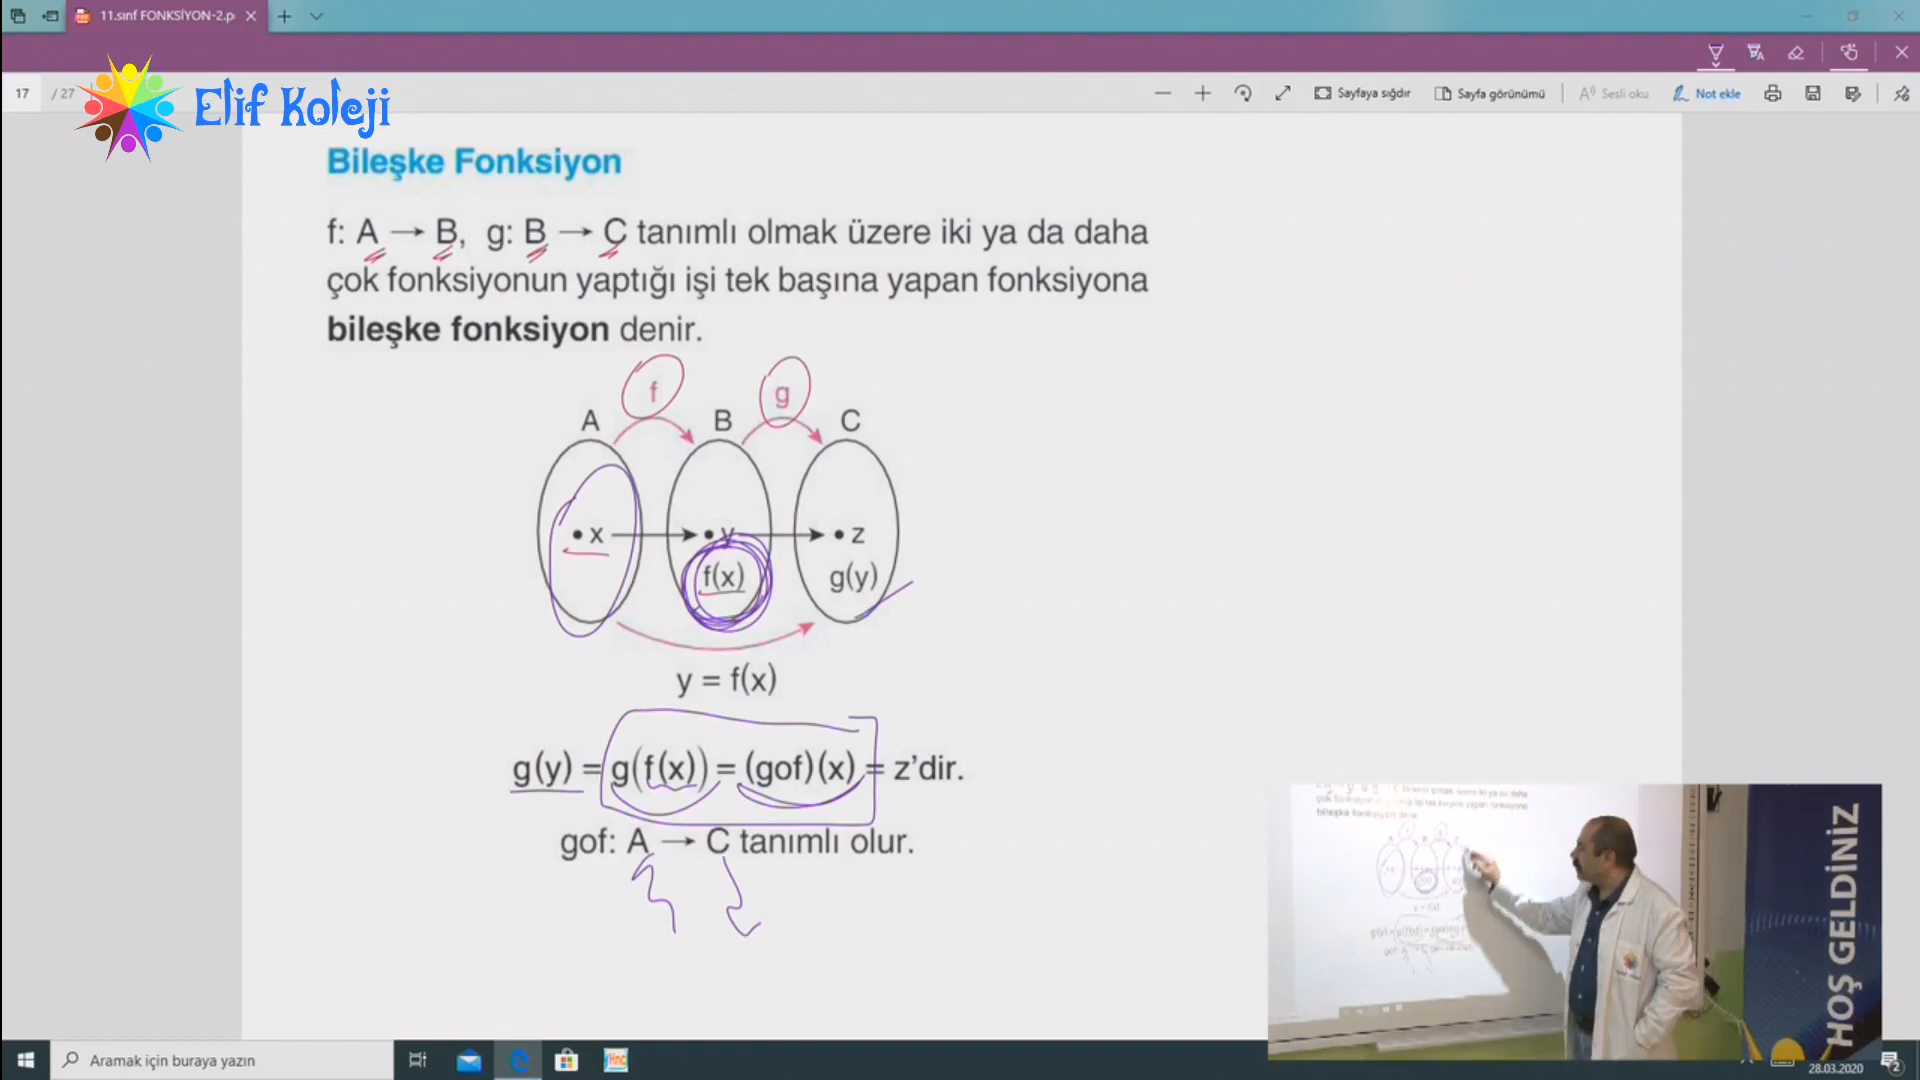 11.sınf FONKSİYON-2.p
17 / 27
Elif Koleji
Sayfaya sığdır
Sayfa görünümü
Sesli oku
Not ekle
Bileşke Fonksiyon
f: A → B, g: B → C tanımlı olmak üzere iki ya da daha
çok fonksiyonun yaptığı işi tek başına yapan fonksiyona
bileşke fonksiyon denir.
f g
A B C
x y z
f(x) g(y)
y = f(x)
g(y) = g(f(x)) = (gof)(x) = z’dir.
gof: A → C tanımlı olur.
HOŞ GELDİNİZ
Aramak için buraya yazın
28.03.2020
2